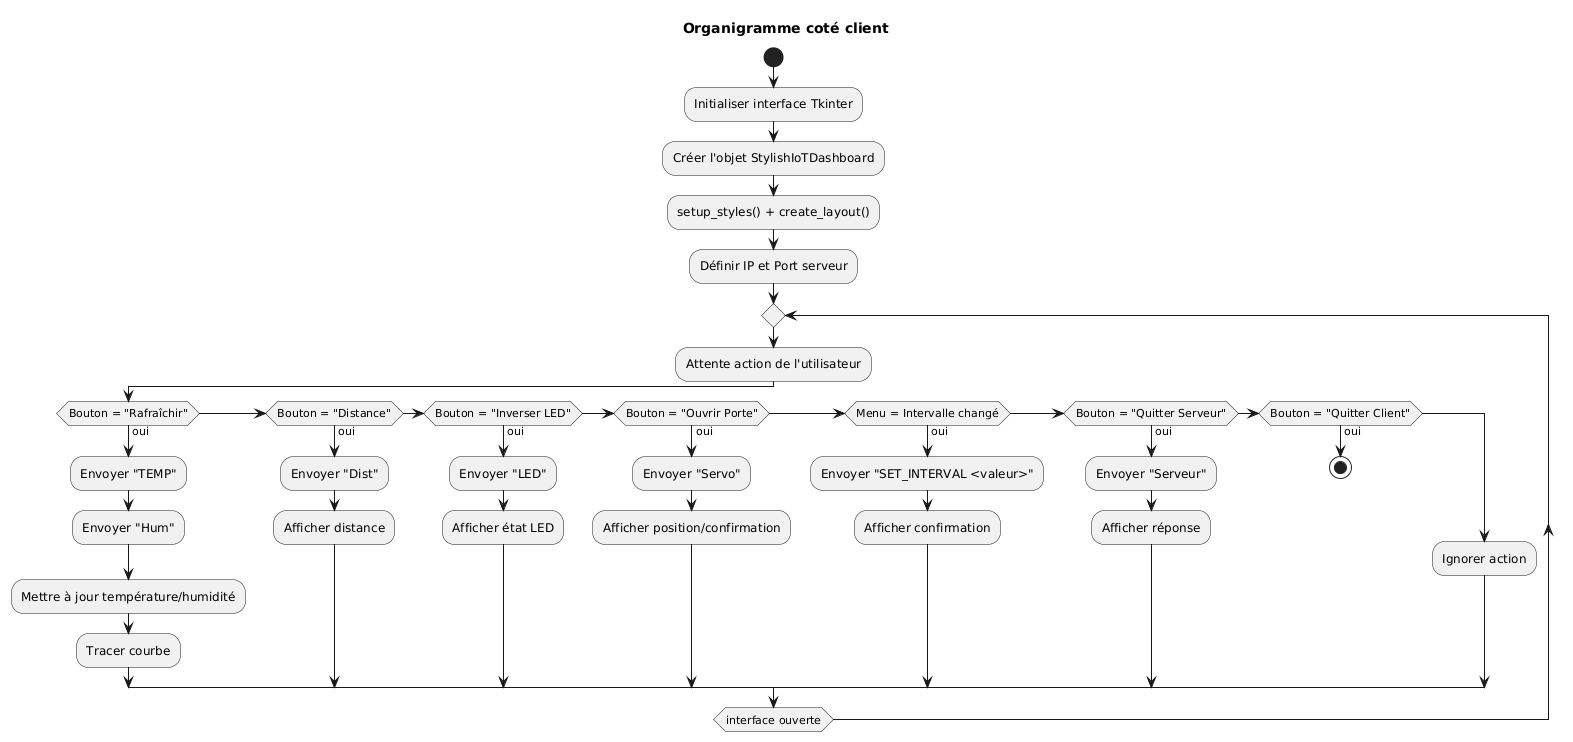 Organigramme coté client
Initialiser interface Tkinter
Créer l'objet StylishIoTDashboard
setup_styles() + create_layout()
Définir IP et Port serveur
Attente action de l'utilisateur
Bouton = "Rafraîchir"
oui
Envoyer "TEMP"
Envoyer "Hum"
Mettre à jour température/humidité
Tracer courbe
Bouton = "Distance"
oui
Envoyer "Dist"
Afficher distance
Bouton = "Inverser LED"
oui
Envoyer "LED"
Afficher état LED
Bouton = "Ouvrir Porte"
oui
Envoyer "Servo"
Afficher position/confirmation
Menu = Intervalle changé
oui
Envoyer "SET_INTERVAL <valeur>"
Afficher confirmation
Bouton = "Quitter Serveur"
oui
Envoyer "Serveur"
Afficher réponse
Bouton = "Quitter Client"
oui
Ignorer action
interface ouverte